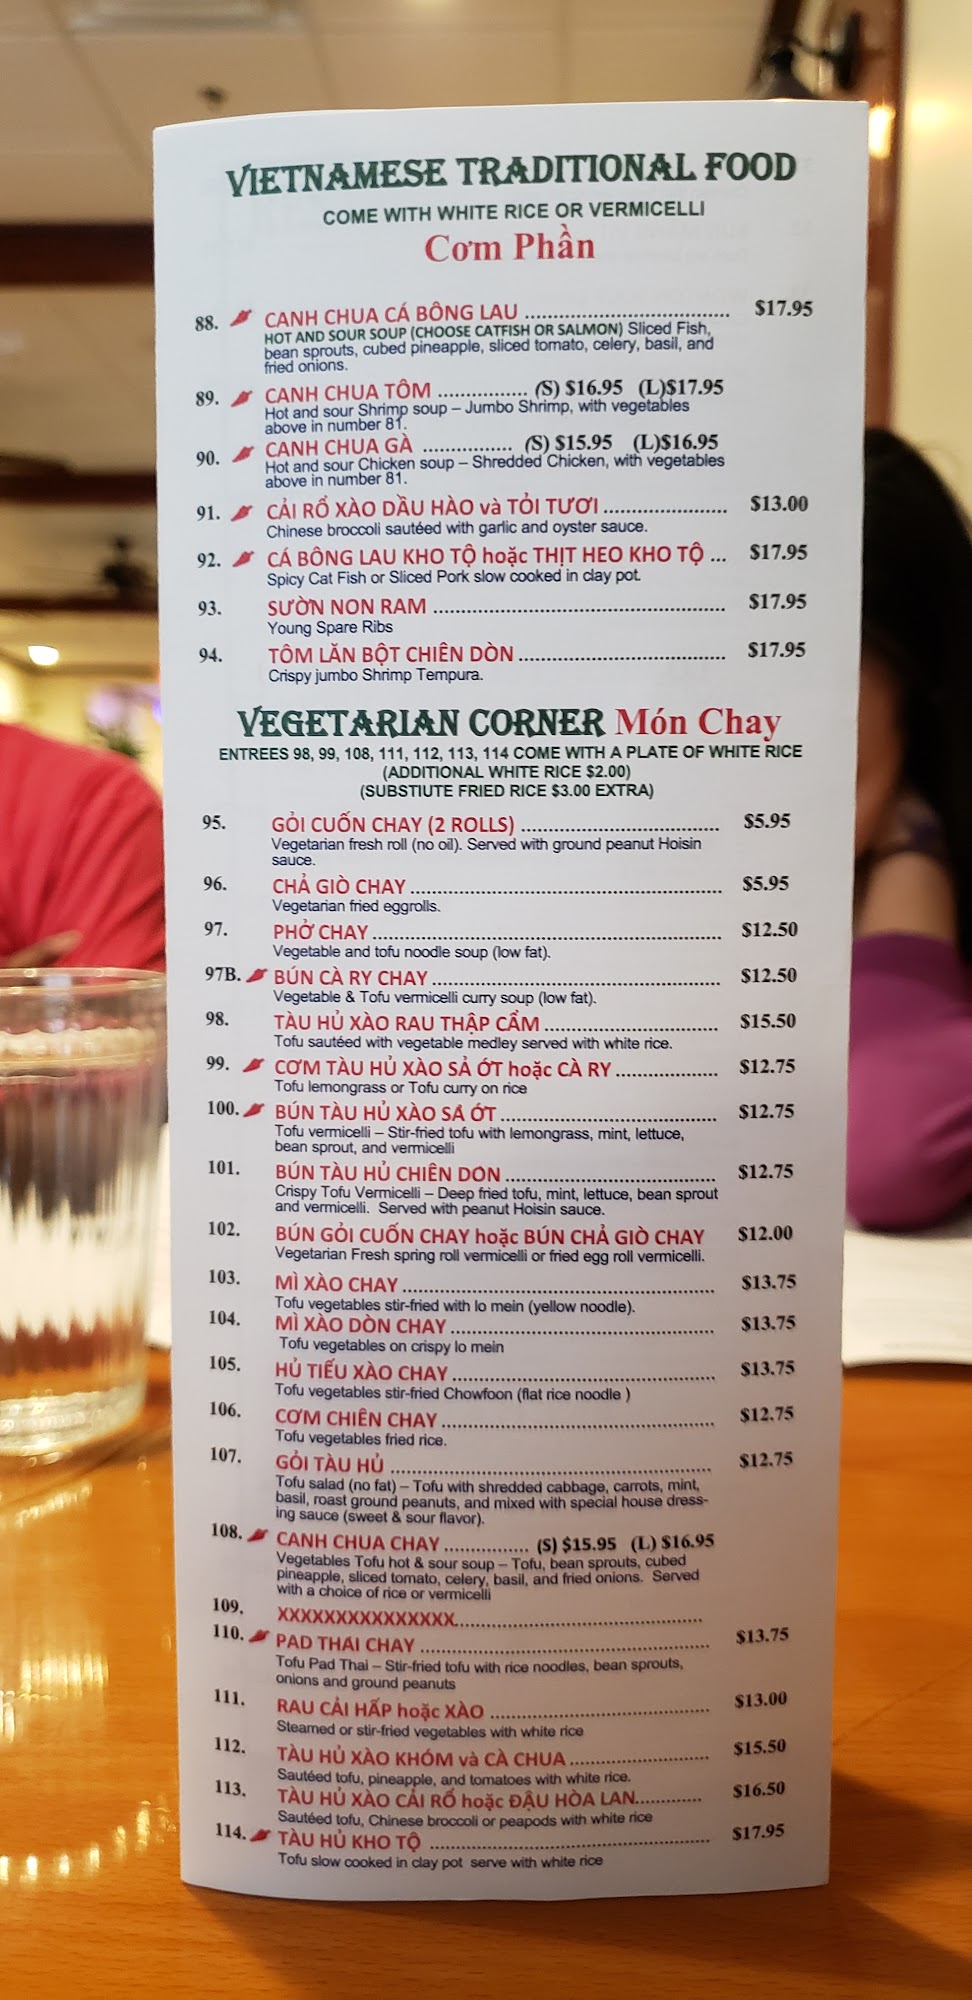 VIETNAMESE TRADITIONAL FOOD
COME WITH WHITE RICE OR VERMICELLI
Cơm Phần
88. CANH CHUA CÁ BÔNG LAU ................................... $17.95
HOT AND SOUR SOUP (CHOOSE CATFISH OR SALMON) Sliced Fish,
bean sprouts, cubed pineapple, sliced tomato, celery, basil, and
fried onions.
89. CANH CHUA TÔM ................ (S) $16.95 (L)$17.95
Hot and sour Shrimp soup – Jumbo Shrimp, with vegetables
above in number 81.
90. CANH CHUA GÀ ................ (S) $15.95 (L)$16.95
Hot and sour Chicken soup – Shredded Chicken, with vegetables
above in number 81.
91. CẢI RỔ XÀO DẦU HÀO và TỎI TƯƠI ..................... $13.00
Chinese broccoli sautéed with garlic and oyster sauce.
92. CÁ BÔNG LAU KHO TỘ hoặc THỊT HEO KHO TỘ ... $17.95
Spicy Cat Fish or Sliced Pork slow cooked in clay pot.
93. SƯỜN NON RAM .................................................... $17.95
Young Spare Ribs
94. TÔM LĂN BỘT CHIÊN DÒN ..................................... $17.95
Crispy jumbo Shrimp Tempura.
VEGETARIAN CORNER Món Chay
ENTREES 98, 99, 108, 111, 112, 113, 114 COME WITH A PLATE OF WHITE RICE
(ADDITIONAL WHITE RICE $2.00)
(SUBSTIUTE FRIED RICE $3.00 EXTRA)
95. GỎI CUỐN CHAY (2 ROLLS) ................................... $5.95
Vegetarian fresh roll (no oil). Served with ground peanut Hoisin
sauce.
96. CHẢ GIÒ CHAY ...................................................... $5.95
Vegetarian fried eggrolls.
97. PHỞ CHAY ............................................................. $12.50
Vegetable and tofu noodle soup (low fat).
97B. BÚN CÀ RY CHAY .................................................. $12.50
Vegetable & Tofu vermicelli curry soup (low fat).
98. TÀU HỦ XÀO RAU THẬP CẨM ............................... $15.50
Tofu sautéed with vegetable medley served with white rice.
99. CƠM TÀU HỦ XÀO SẢ ỚT hoặc CÀ RY .................. $12.75
Tofu lemongrass or Tofu curry on rice
100. BÚN TÀU HỦ XÀO SẢ ỚT ...................................... $12.75
Tofu vermicelli – Stir-fried tofu with lemongrass, mint, lettuce,
bean sprout, and vermicelli
101. BÚN TÀU HỦ CHIÊN DON ..................................... $12.75
Crispy Tofu Vermicelli – Deep fried tofu, mint, lettuce, bean sprout
and vermicelli. Served with peanut Hoisin sauce.
102. BÚN GỎI CUỐN CHAY hoặc BÚN CHẢ GIÒ CHAY $12.00
Vegetarian Fresh spring roll vermicelli or fried egg roll vermicelli.
103. MÌ XÀO CHAY ...................................................... $13.75
Tofu vegetables stir-fried with lo mein (yellow noodle).
104. MÌ XÀO DÒN CHAY .............................................. $13.75
Tofu vegetables on crispy lo mein
105. HỦ TIẾU XÀO CHAY .............................................. $13.75
Tofu vegetables stir-fried Chowfoon (flat rice noodle )
106. CƠM CHIÊN CHAY ................................................ $12.75
Tofu vegetables fried rice.
107. GỎI TÀU HỦ ......................................................... $12.75
Tofu salad (no fat) – Tofu with shredded cabbage, carrots, mint,
basil, roast ground peanuts, and mixed with special house dress-
ing sauce (sweet & sour flavor).
108. CANH CHUA CHAY ............... (S) $15.95 (L) $16.95
Vegetables Tofu hot & sour soup – Tofu, bean sprouts, cubed
pineapple, sliced tomato, celery, basil, and fried onions. Served
with a choice of rice or vermicelli
109. XXXXXXXXXXXXXXX...........................................
110. PAD THAI CHAY ................................................... $13.75
Tofu Pad Thai – Stir-fried tofu with rice noodles, bean sprouts,
onions and ground peanuts
111. RAU CẢI HẤP hoặc XÀO ...................................... $13.00
Steamed or stir-fried vegetables with white rice
112. TÀU HỦ XÀO KHÓM và CÀ CHUA ........................ $15.50
Sautéed tofu, pineapple, and tomatoes with white rice.
113. TÀU HỦ XÀO CẢI RỔ hoặc ĐẬU HÒA LAN............ $16.50
Sautéed tofu, Chinese broccoli or peapods with white rice
114. TÀU HỦ KHO TỘ ................................................. $17.95
Tofu slow cooked in clay pot serve with white rice